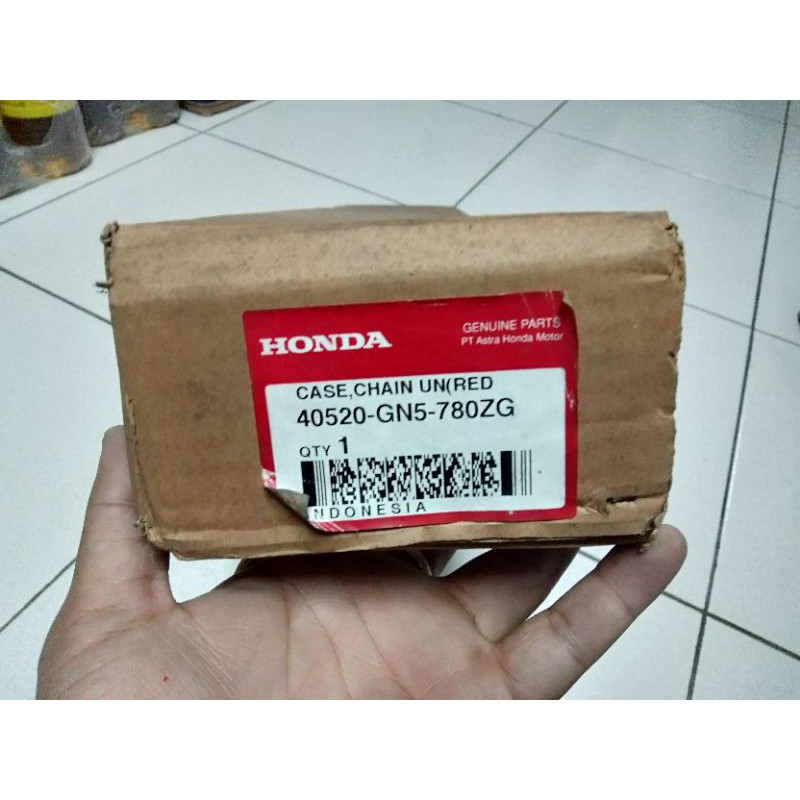 HONDA
GENUINE PARTS
PT Astra Honda Motor
CASE,CHAIN UN(RED
40520-GN5-780ZG
QTY 1
NDONESIA